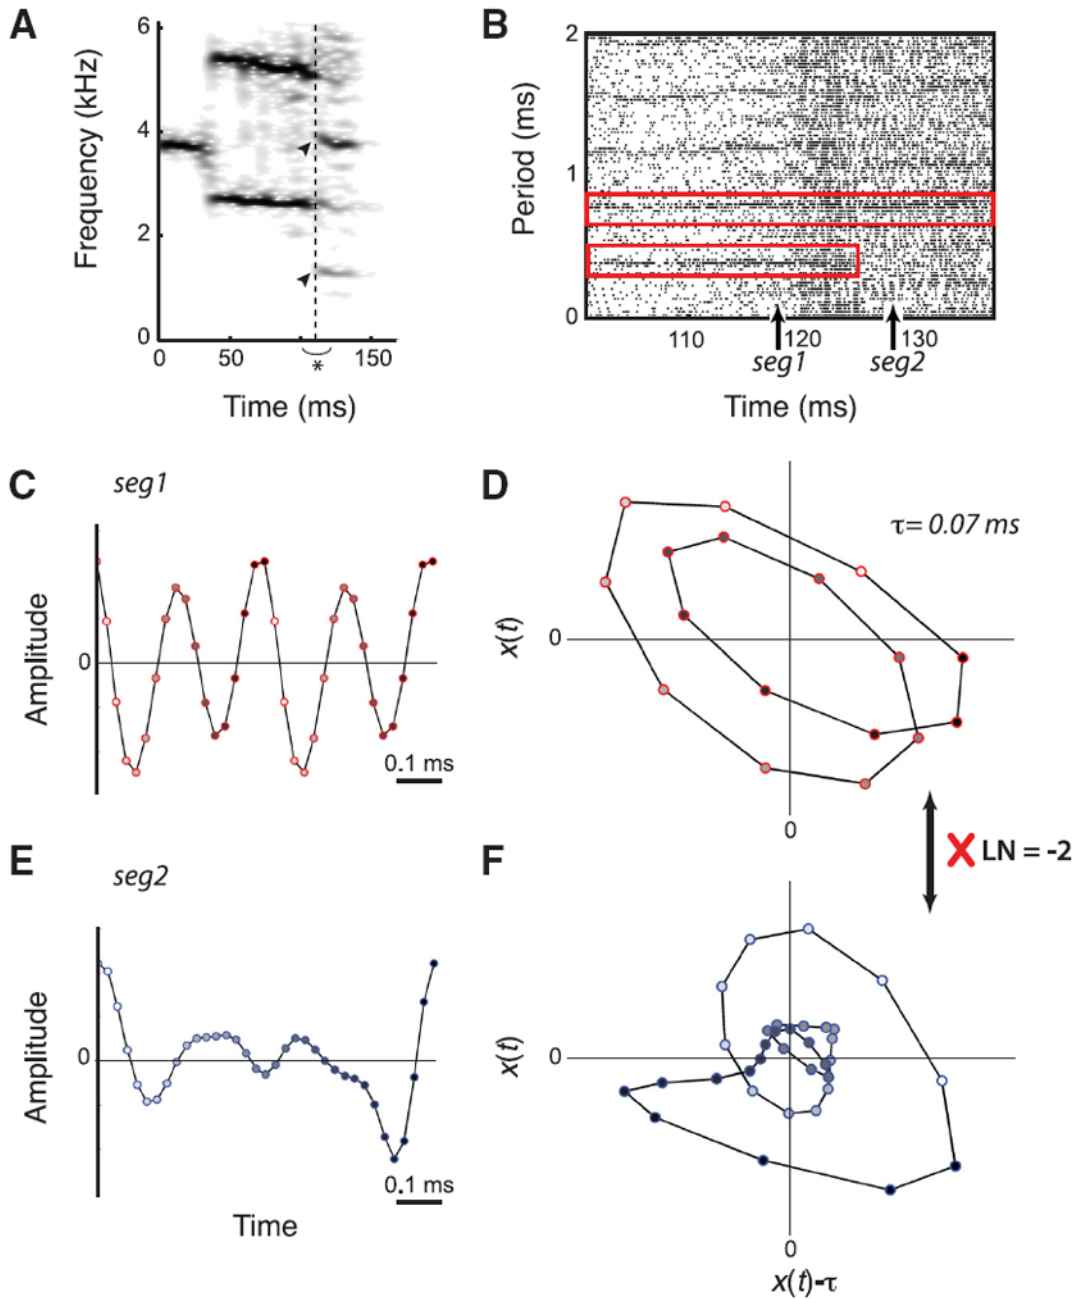 A
Frequency (kHz)
6
4
2
0
0 50 150
*
Time (ms)
B
Period (ms)
2
1
0
110 120 130
seg1 seg2
Time (ms)
C
seg1
Amplitude
0
0.1 ms
D
τ= 0.07 ms
x(t)
0
0
X LN = -2
E
seg2
Amplitude
0
0.1 ms
Time
F
x(t)
0
0
x(t)-τ